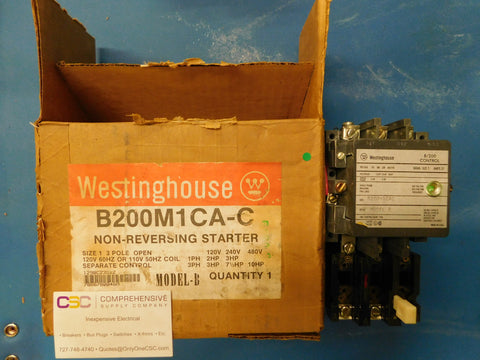 Westinghouse
B200M1CA-C
NON-REVERSING STARTER
SIZE 1 3 POLE OPEN 120V 240V 480V
120V 60HZ OR 110V 50HZ COIL 1PH 2HP 3HP
SEPARATE CONTROL 3PH 3HP 7½HP 10HP
MODEL-B QUANTITY 1
CSC COMPREHENSIVE
SUPPLY COMPANY
Inexpensive Electrical
• Breakers • Bus Plugs • Switches • X-fmrs. • Etc.
727-748-4740 • Quotes@OnlyOneCSC.com
Westinghouse
B/200
CONTROL